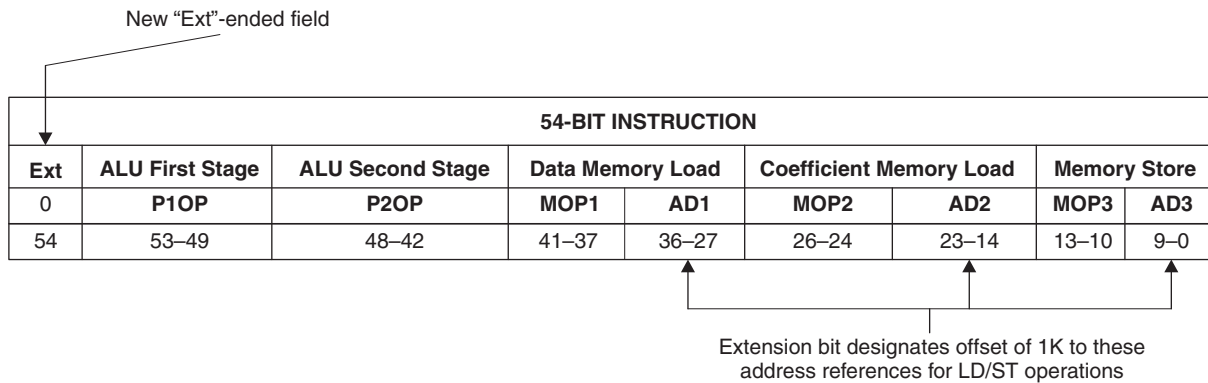 New “Ext”-ended field
54-BIT INSTRUCTION
Ext ALU First Stage ALU Second Stage Data Memory Load Coefficient Memory Load Memory Store
0 P1OP P2OP MOP1 AD1 MOP2 AD2 MOP3 AD3
54 53–49 48–42 41–37 36–27 26–24 23–14 13–10 9–0
Extension bit designates offset of 1K to these
address references for LD/ST operations